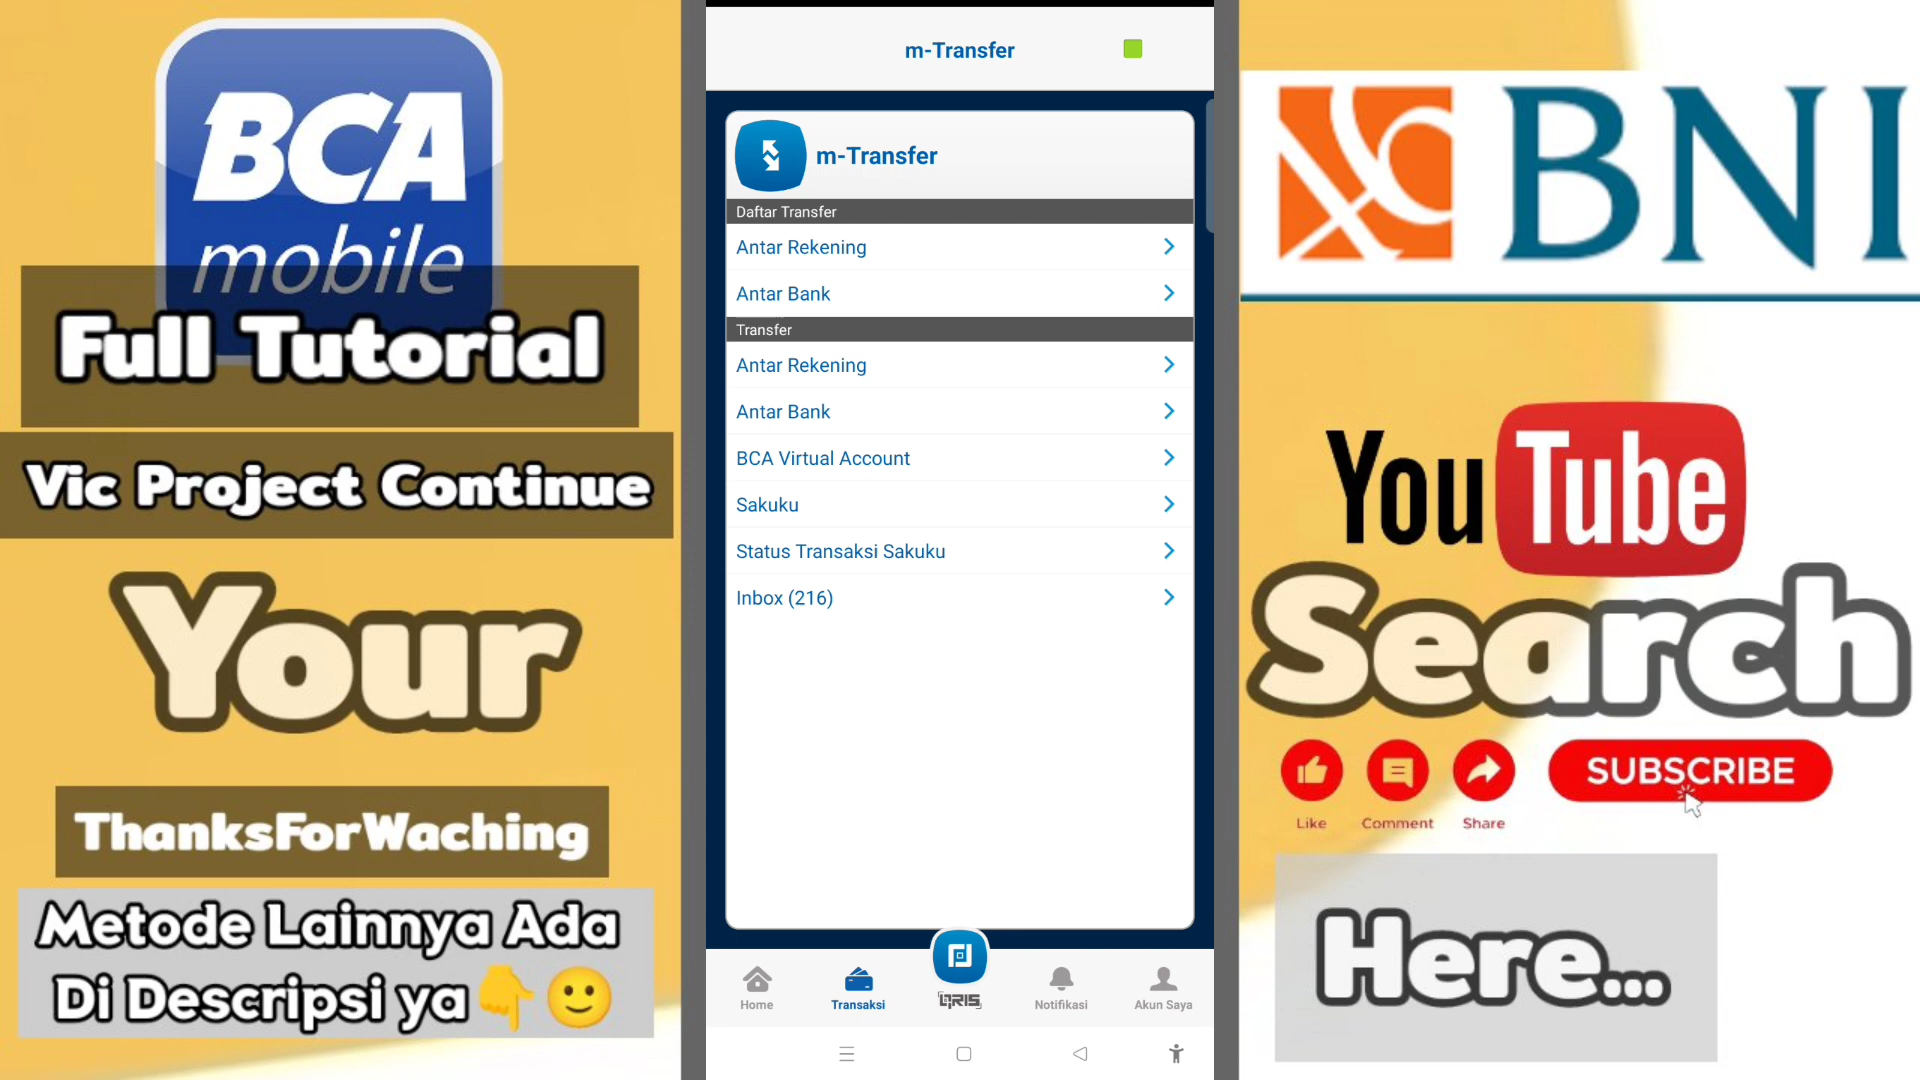 BCA
mobile
Full Tutorial
Vic Project Continue
Your
ThanksForWaching
Metode Lainnya Ada
Di Descripsi ya👇🙂
m-Transfer
m-Transfer
Daftar Transfer
Antar Rekening
Antar Bank
Transfer
Antar Rekening
Antar Bank
BCA Virtual Account
Sakuku
Status Transaksi Sakuku
Inbox (216)
Home
Transaksi
QRIS
Notifikasi
Akun Saya
BNI
YouTube
Search
SUBSCRIBE
Like
Comment
Share
Here...